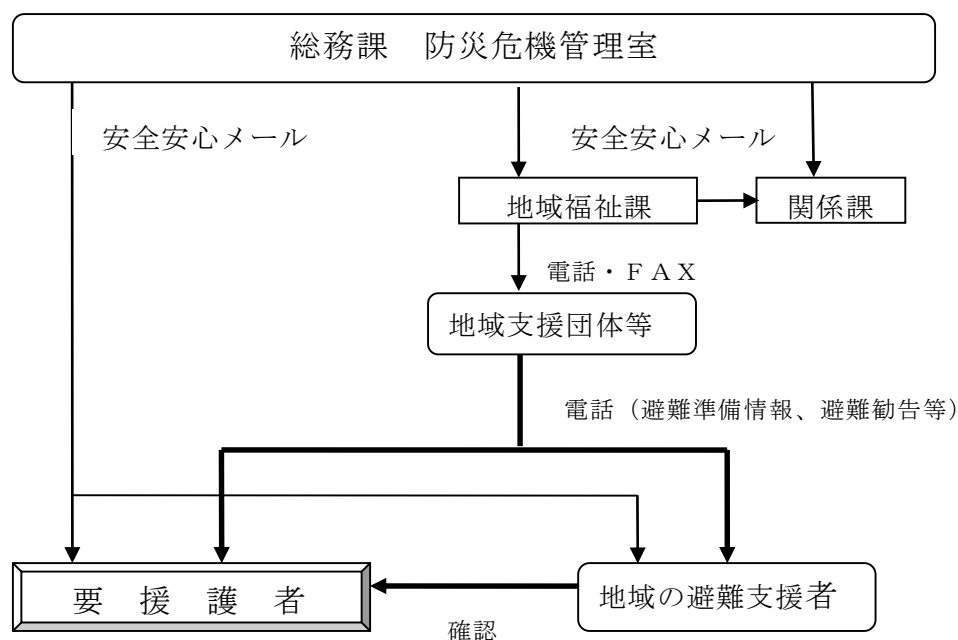 総務課　防災危機管理室
安全安心メール
安全安心メール
地域福祉課
関係課
電話・ＦＡＸ
地域支援団体等
電話（避難準備情報、避難勧告等）
要　援　護　者
地域の避難支援者
確認